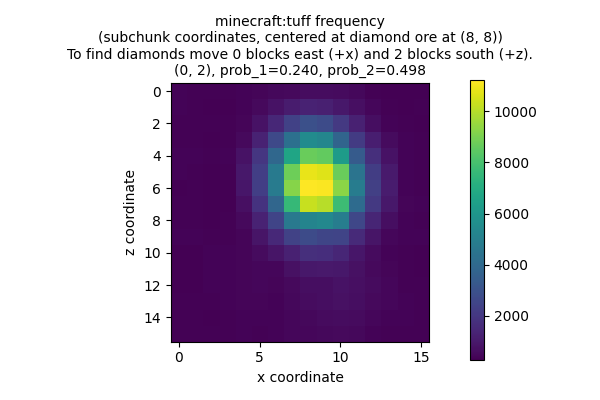 minecraft:tuff frequency
(subchunk coordinates, centered at diamond ore at (8, 8))
To find diamonds move 0 blocks east (+x) and 2 blocks south (+z).
(0, 2), prob_1=0.240, prob_2=0.498
0
2
4
6
8
10
12
14
z coordinate
0
5
10
15
x coordinate
10000
8000
6000
4000
2000